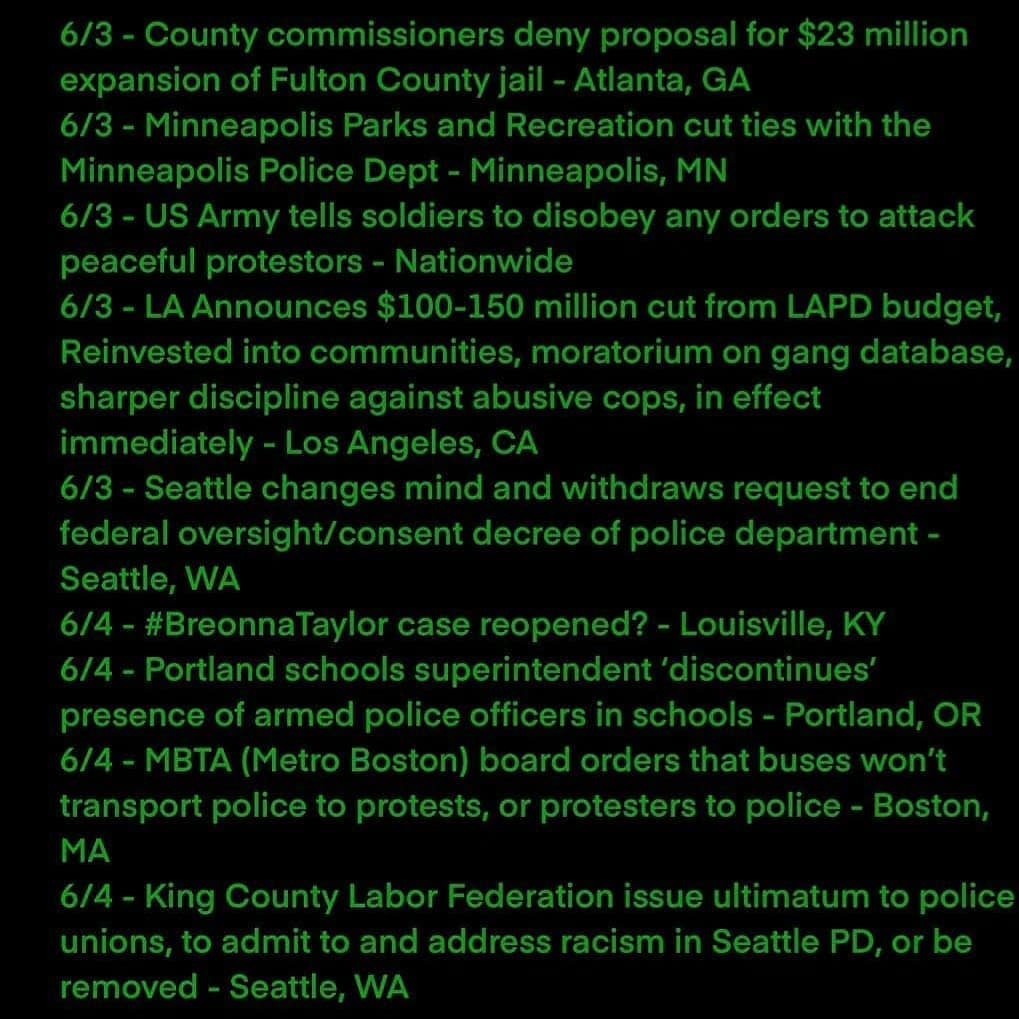 6/3 - County commissioners deny proposal for $23 million
expansion of Fulton County jail - Atlanta, GA
6/3 - Minneapolis Parks and Recreation cut ties with the
Minneapolis Police Dept - Minneapolis, MN
6/3 - US Army tells soldiers to disobey any orders to attack
peaceful protestors - Nationwide
6/3 - LA Announces $100-150 million cut from LAPD budget,
Reinvested into communities, moratorium on gang database,
sharper discipline against abusive cops, in effect
immediately - Los Angeles, CA
6/3 - Seattle changes mind and withdraws request to end
federal oversight/consent decree of police department -
Seattle, WA
6/4 - #BreonnaTaylor case reopened? - Louisville, KY
6/4 - Portland schools superintendent ‘discontinues’
presence of armed police officers in schools - Portland, OR
6/4 - MBTA (Metro Boston) board orders that buses won’t
transport police to protests, or protesters to police - Boston,
MA
6/4 - King County Labor Federation issue ultimatum to police
unions, to admit to and address racism in Seattle PD, or be
removed - Seattle, WA